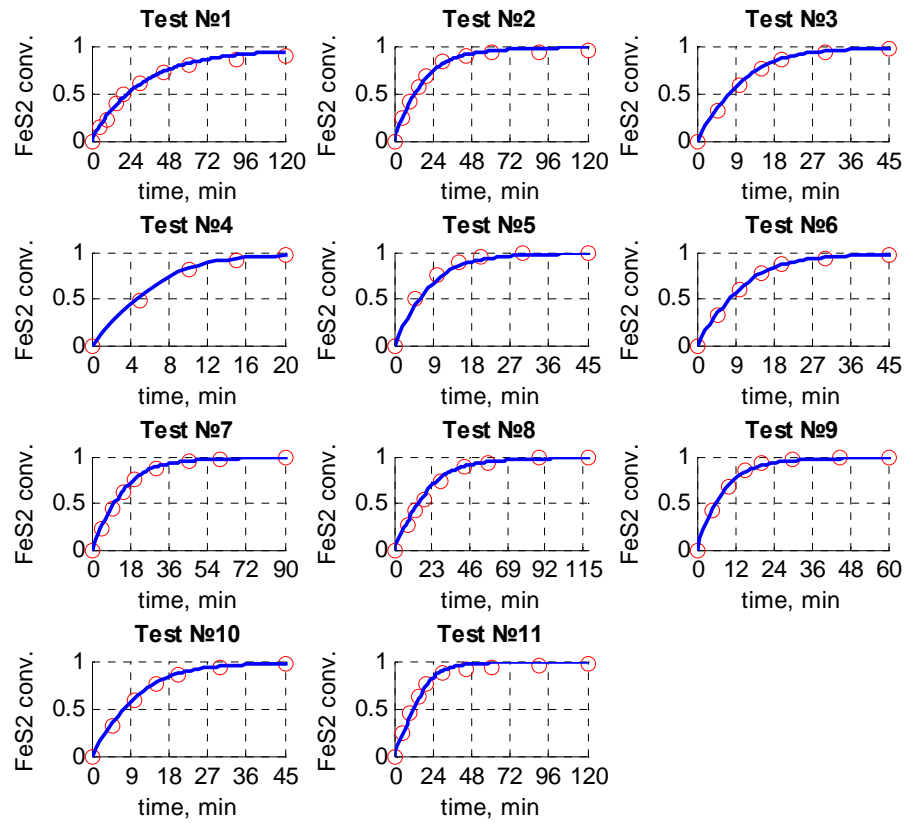 Test №1
FeS2 conv.
1
0.5
0
0 24 48 72 96 120
time, min
Test №2
FeS2 conv.
1
0.5
0
0 24 48 72 96 120
time, min
Test №3
FeS2 conv.
1
0.5
0
0 9 18 27 36 45
time, min
Test №4
FeS2 conv.
1
0.5
0
0 4 8 12 16 20
time, min
Test №5
FeS2 conv.
1
0.5
0
0 9 18 27 36 45
time, min
Test №6
FeS2 conv.
1
0.5
0
0 9 18 27 36 45
time, min
Test №7
FeS2 conv.
1
0.5
0
0 18 36 54 72 90
time, min
Test №8
FeS2 conv.
1
0.5
0
0 23 46 69 92 115
time, min
Test №9
FeS2 conv.
1
0.5
0
0 12 24 36 48 60
time, min
Test №10
FeS2 conv.
1
0.5
0
0 9 18 27 36 45
time, min
Test №11
FeS2 conv.
1
0.5
0
0 24 48 72 96 120
time, min